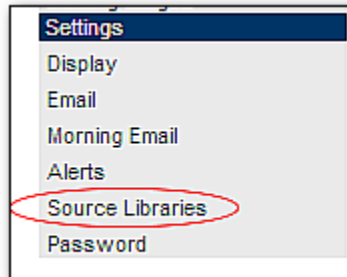 Settings
Display
Email
Morning Email
Alerts
Source Libraries
Password